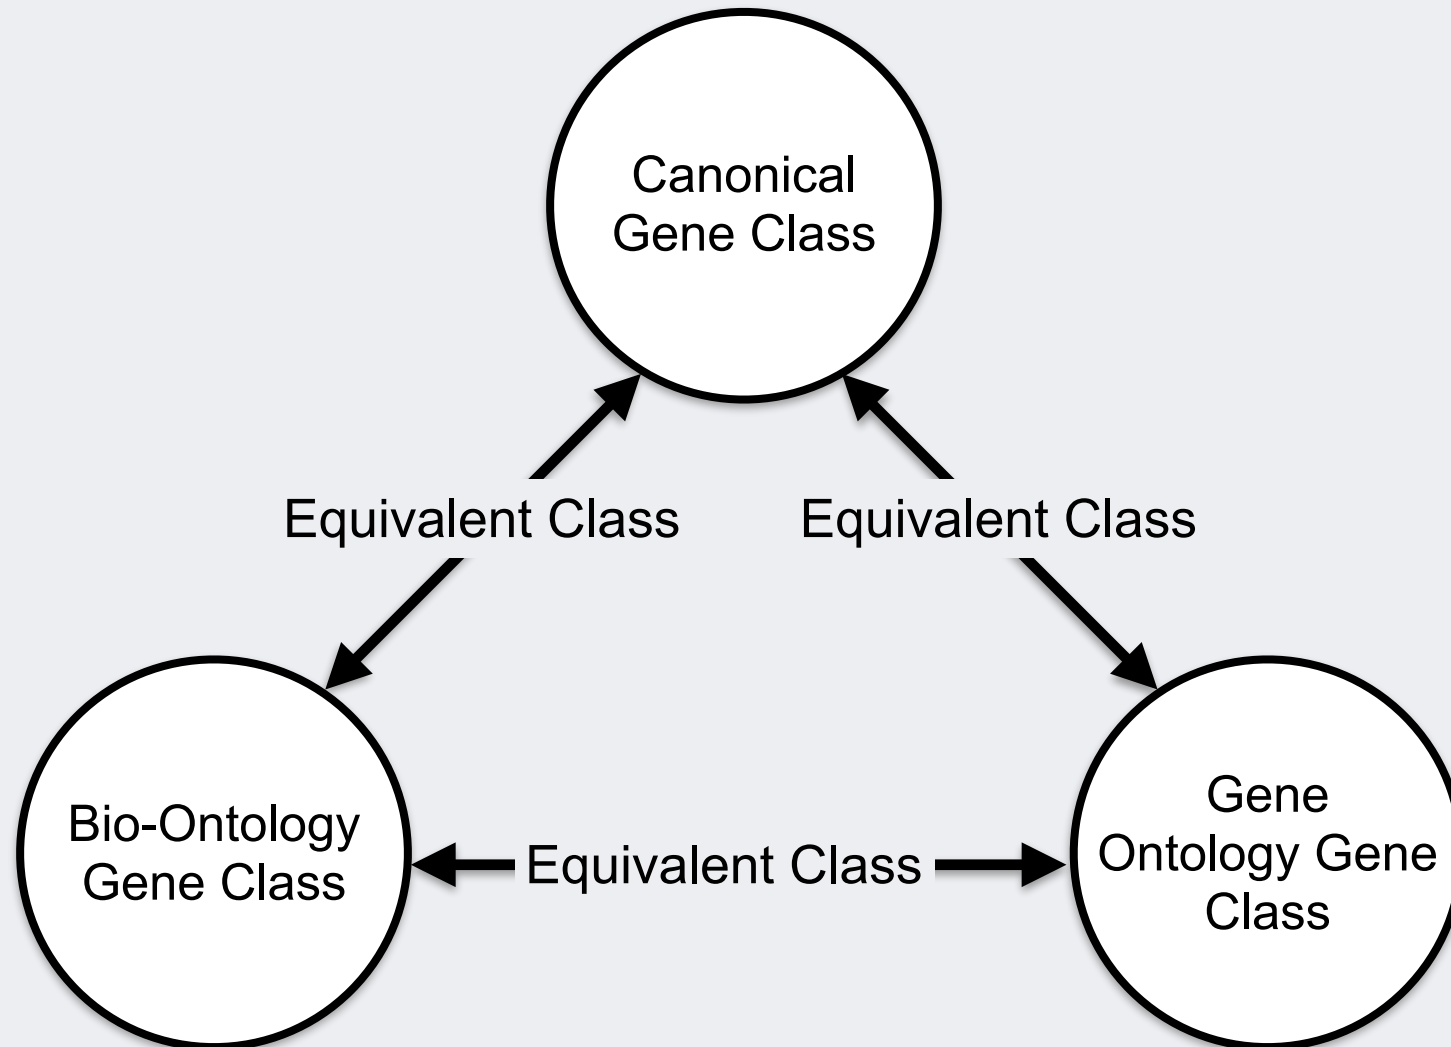 Canonical
Gene Class
Equivalent Class
Equivalent Class
Bio-Ontology
Gene Class
Equivalent Class
Gene
Ontology Gene
Class